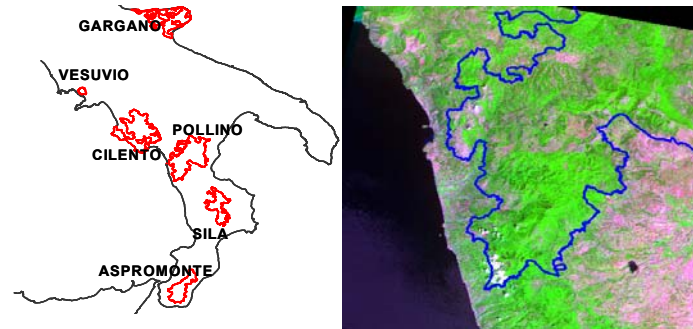 GARGANO
VESUVIO
POLLINO
CILENTO
SILA
ASPROMONTE